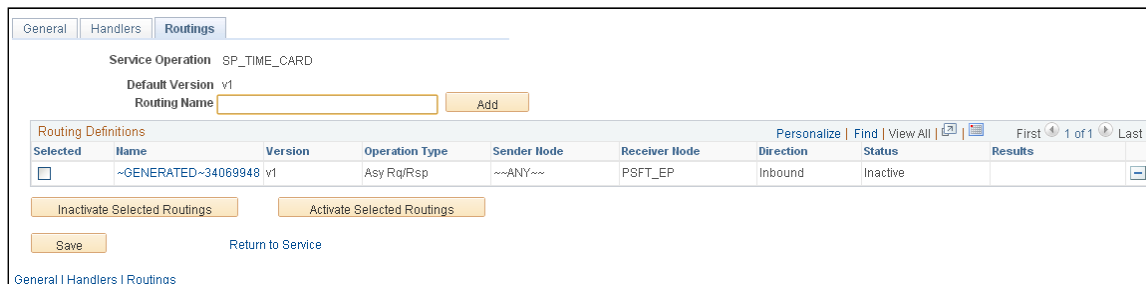 General Handlers Routings
Service Operation SP_TIME_CARD
Default Version v1
Routing Name Add
Routing Definitions Personalize | Find | View All | | First 1 of 1 Last
Selected Name Version Operation Type Sender Node Receiver Node Direction Status Results
~GENERATED~34069948 v1 Asy Rq/Rsp ~~ANY~~ PSFT_EP Inbound Inactive
Inactivate Selected Routings Activate Selected Routings
Save Return to Service
General | Handlers | Routings